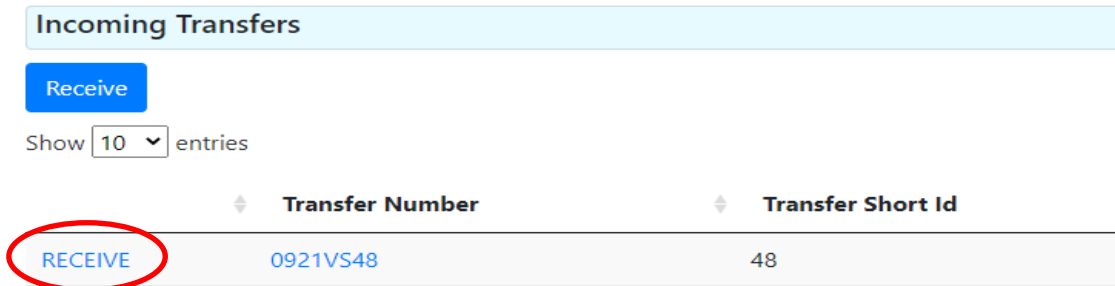 Incoming Transfers
Receive
Show 10 entries
Transfer Number Transfer Short Id
RECEIVE 0921VS48 48